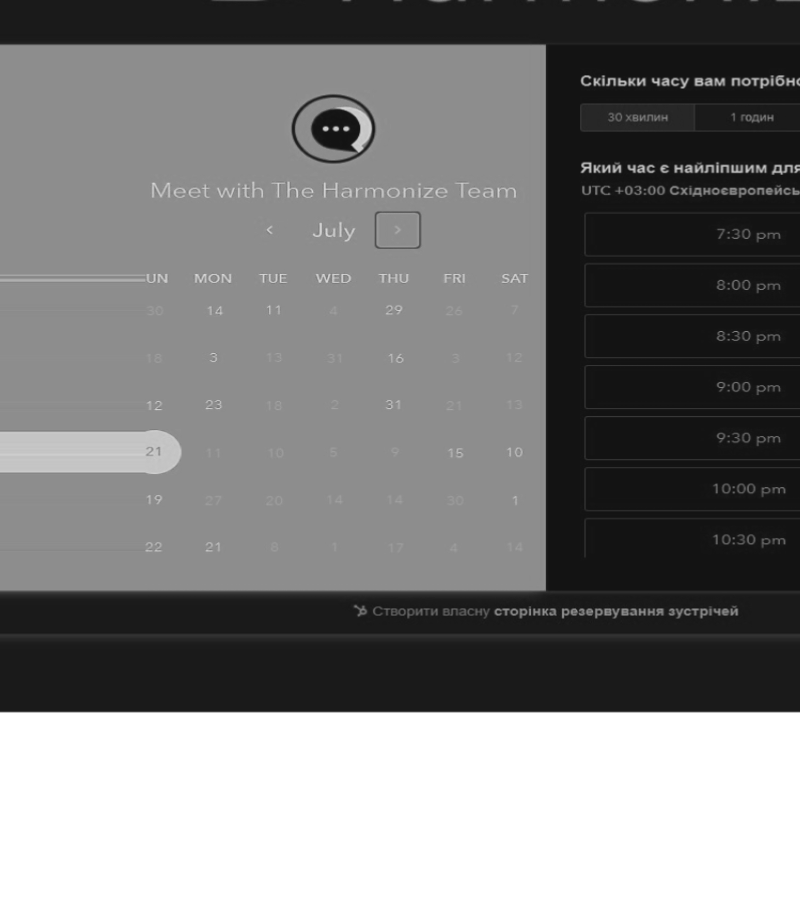 Meet with The Harmonize Team
July
UN MON TUE WED THU FRI SAT
30 14 11 4 29 26 7
18 3 13 31 16 3 12
12 23 18 2 31 21 13
21 11 10 5 9 15 10
19 27 20 14 14 30 1
22 21 8 1 17 4 14
Скільки часу вам потрібно
30 хвилин 1 годин
Який час є найліпшим для
UTC +03:00 Східноєвропейсь
7:30 pm
8:00 pm
8:30 pm
9:00 pm
9:30 pm
10:00 pm
10:30 pm
Створити власну сторінка резервування зустрічей